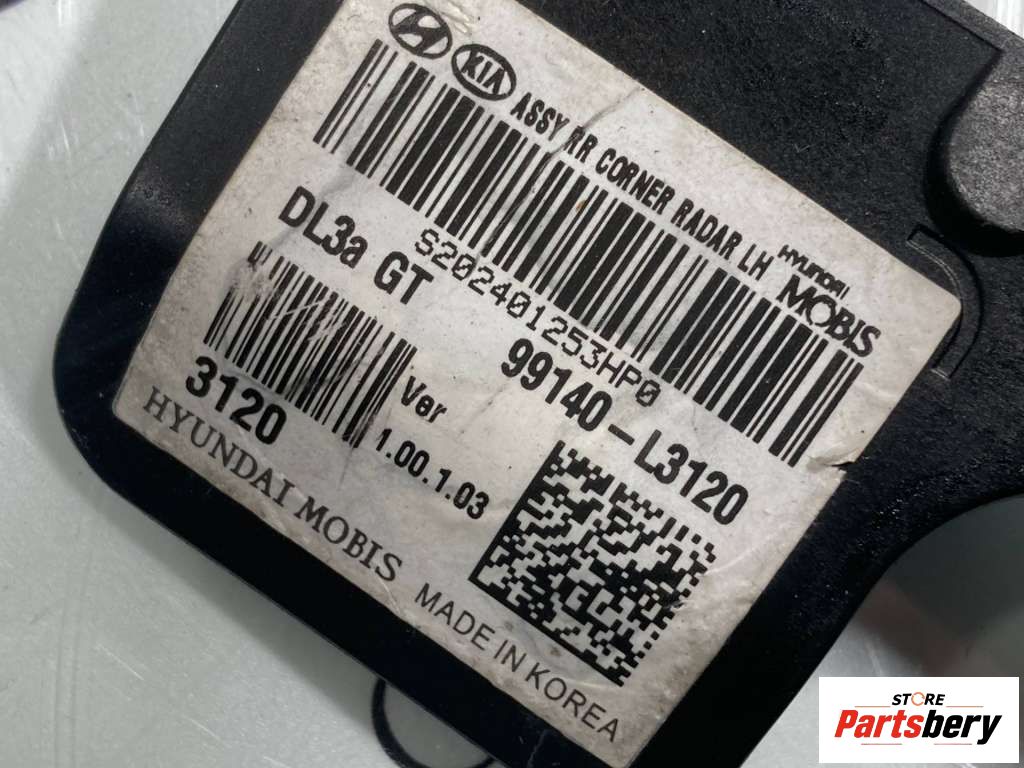 KIA
ASSY RR CORNER RADAR LH
HYUNDAI
MOBIS
S202401253HP0
DL3a GT
99140-L3120
Ver
1.00.1.03
3120
HYUNDAI MOBIS
MADE IN KOREA
STORE
Partsbery